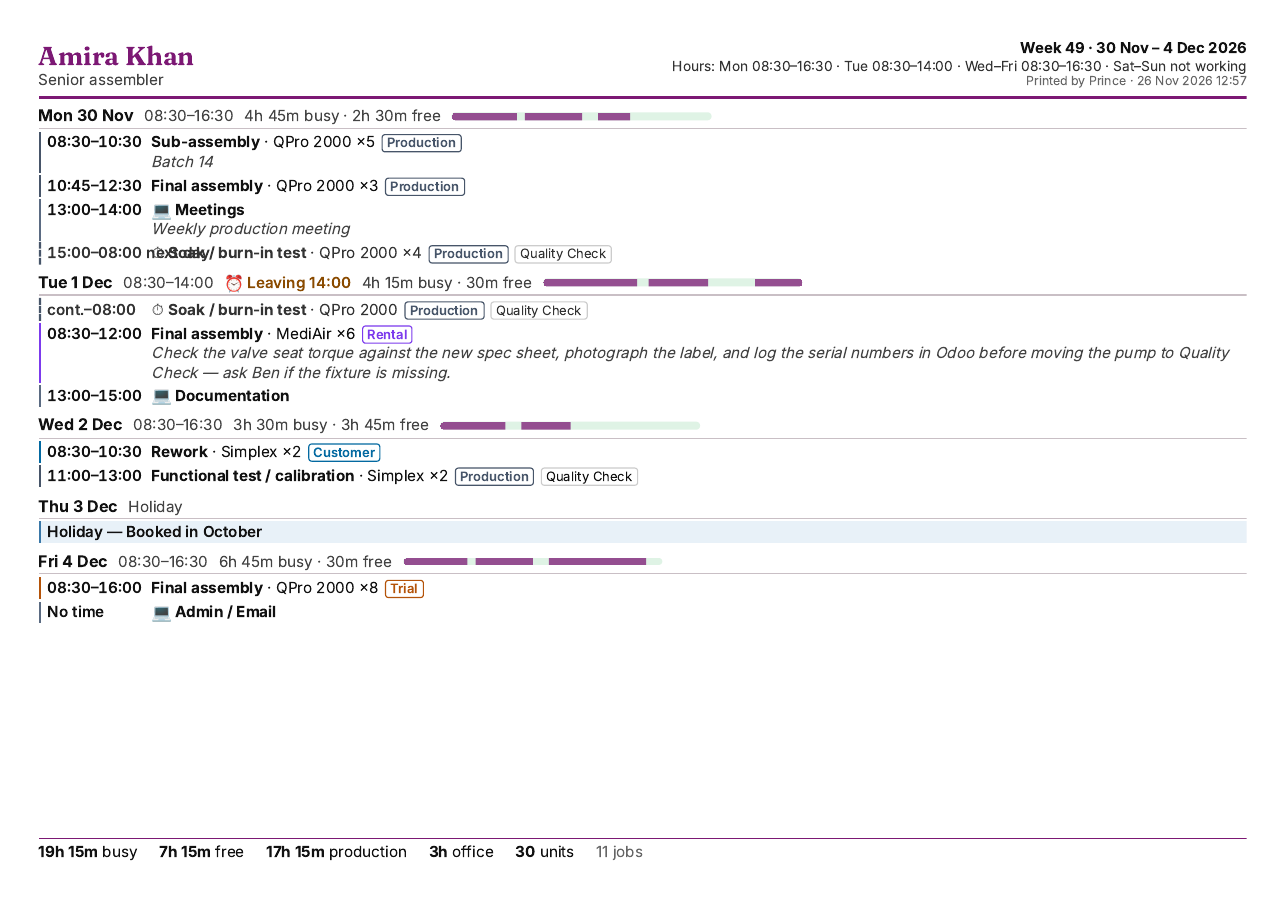 Amira Khan
Senior assembler
Week 49 · 30 Nov – 4 Dec 2026
Hours: Mon 08:30–16:30 · Tue 08:30–14:00 · Wed–Fri 08:30–16:30 · Sat–Sun not working
Printed by Prince · 26 Nov 2026 12:57
Mon 30 Nov 08:30–16:30 4h 45m busy · 2h 30m free
08:30–10:30 Sub-assembly · QPro 2000 ×5 Production
Batch 14
10:45–12:30 Final assembly · QPro 2000 ×3 Production
13:00–14:00 💻 Meetings
Weekly production meeting
15:00–08:00 next day ⏱ Soak / burn-in test · QPro 2000 ×4 Production Quality Check
Tue 1 Dec 08:30–14:00 ⏰ Leaving 14:00 4h 15m busy · 30m free
cont.–08:00 ⏱ Soak / burn-in test · QPro 2000 Production Quality Check
08:30–12:00 Final assembly · MediAir ×6 Rental
Check the valve seat torque against the new spec sheet, photograph the label, and log the serial numbers in Odoo before moving the pump to Quality
Check — ask Ben if the fixture is missing.
13:00–15:00 💻 Documentation
Wed 2 Dec 08:30–16:30 3h 30m busy · 3h 45m free
08:30–10:30 Rework · Simplex ×2 Customer
11:00–13:00 Functional test / calibration · Simplex ×2 Production Quality Check
Thu 3 Dec Holiday
Holiday — Booked in October
Fri 4 Dec 08:30–16:30 6h 45m busy · 30m free
08:30–16:00 Final assembly · QPro 2000 ×8 Trial
No time 💻 Admin / Email
19h 15m busy 7h 15m free 17h 15m production 3h office 30 units 11 jobs